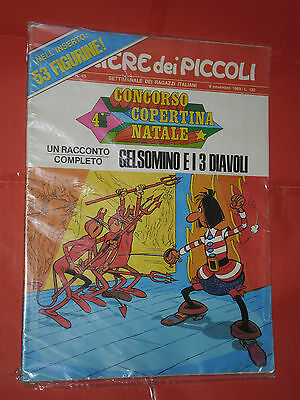 NELL'INSERTO:
53 FIGURINE!
IERE dei PICCOLI
SETTIMANALE DEI RAGAZZI ITALIANI
CONCORSO
4ª COPERTINA
NATALE
UN RACCONTO
COMPLETO
GELSOMINO E I 3 DIAVOLI